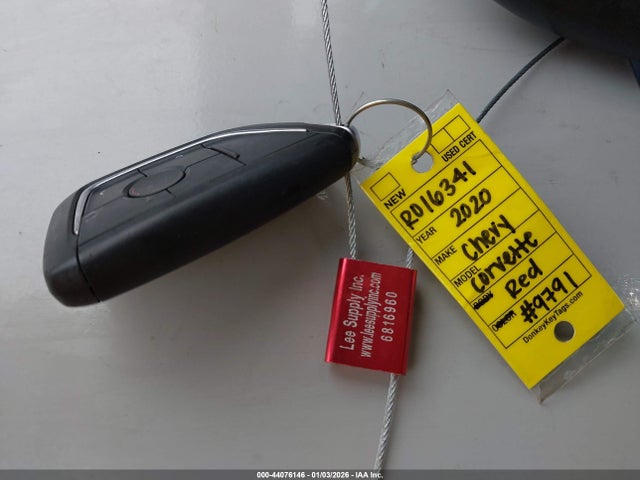 NEW USED CERT
R016341
YEAR 2020
MAKE Chevy
MODEL Corvette
Red
#9791
DonkeyKeyTags.com
Lee Supply Inc.
www.leesupplyinc.com
6816960
000-44076146 - 01/03/2026 - IAA Inc.